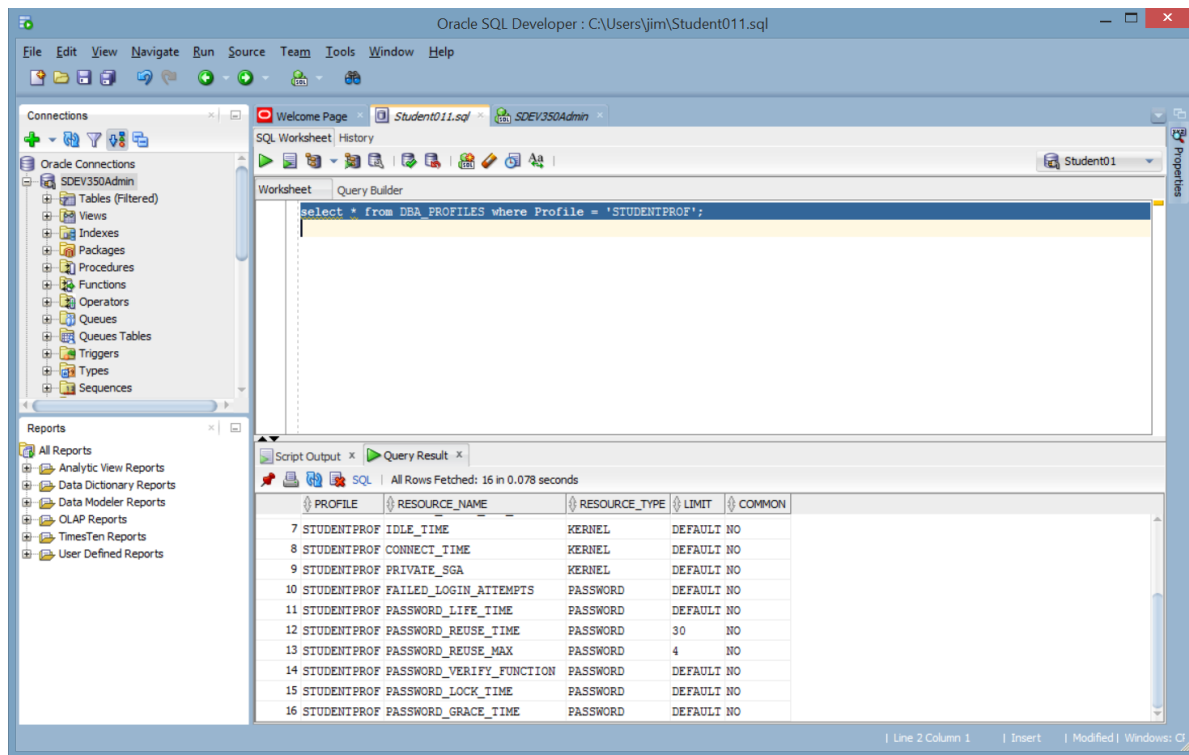 Oracle SQL Developer : C:\Users\jim\Student011.sql
File Edit View Navigate Run Source Team Tools Window Help
Connections
Welcome Page Student011.sql SDEV350Admin
SQL Worksheet History
Oracle Connections
SDEV350Admin
Tables (Filtered)
Views
Indexes
Packages
Procedures
Functions
Operators
Queues
Queues Tables
Triggers
Types
Sequences
Student01
Properties
Worksheet Query Builder
select * from DBA_PROFILES where Profile = 'STUDENTPROF';
Reports
All Reports
Analytic View Reports
Data Dictionary Reports
Data Modeler Reports
OLAP Reports
TimesTen Reports
User Defined Reports
Script Output x Query Result x
SQL | All Rows Fetched: 16 in 0.078 seconds
PROFILE RESOURCE_NAME RESOURCE_TYPE LIMIT COMMON
7 STUDENTPROF IDLE_TIME KERNEL DEFAULT NO
8 STUDENTPROF CONNECT_TIME KERNEL DEFAULT NO
9 STUDENTPROF PRIVATE_SGA KERNEL DEFAULT NO
10 STUDENTPROF FAILED_LOGIN_ATTEMPTS PASSWORD DEFAULT NO
11 STUDENTPROF PASSWORD_LIFE_TIME PASSWORD DEFAULT NO
12 STUDENTPROF PASSWORD_REUSE_TIME PASSWORD 30 NO
13 STUDENTPROF PASSWORD_REUSE_MAX PASSWORD 4 NO
14 STUDENTPROF PASSWORD_VERIFY_FUNCTION PASSWORD DEFAULT NO
15 STUDENTPROF PASSWORD_LOCK_TIME PASSWORD DEFAULT NO
16 STUDENTPROF PASSWORD_GRACE_TIME PASSWORD DEFAULT NO
| Line 2 Column 1 | Insert | Modified | Windows: